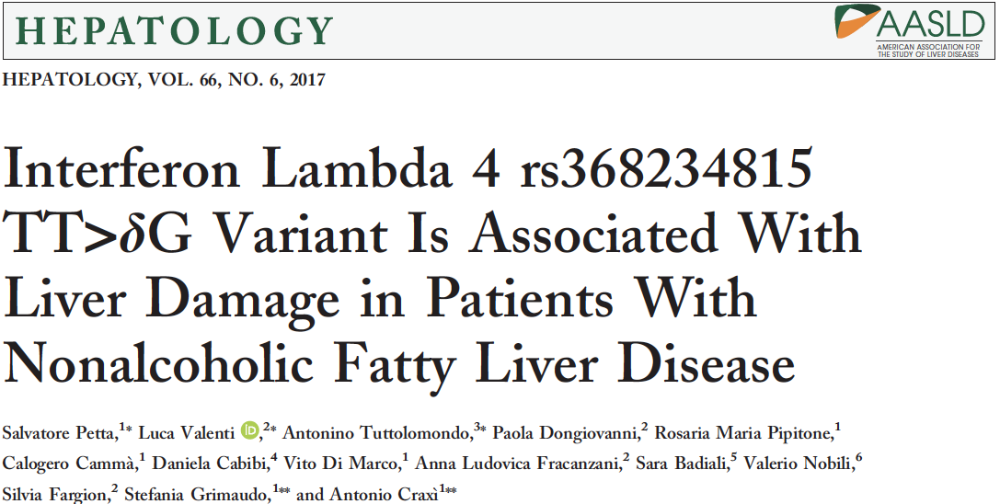 HEPATOLOGY
AASLD
AMERICAN ASSOCIATION FOR
THE STUDY OF LIVER DISEASES
HEPATOLOGY, VOL. 66, NO. 6, 2017
Interferon Lambda 4 rs368234815
TT>δG Variant Is Associated With
Liver Damage in Patients With
Nonalcoholic Fatty Liver Disease
Salvatore Petta,¹* Luca Valenti iD,²* Antonino Tuttolomondo,³* Paola Dongiovanni,² Rosaria Maria Pipitone,¹
Calogero Cammà,¹ Daniela Cabibi,⁴ Vito Di Marco,¹ Anna Ludovica Fracanzani,² Sara Badiali,⁵ Valerio Nobili,⁶
Silvia Fargion,² Stefania Grimaudo,¹** and Antonio Craxì¹**